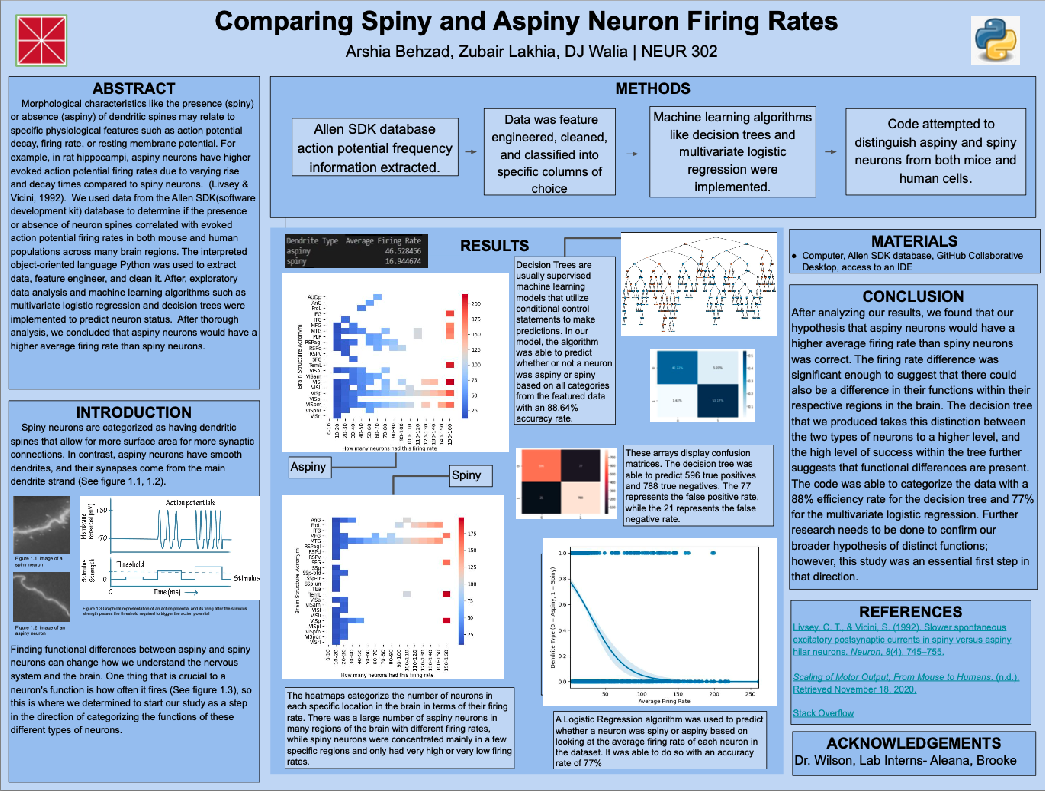 Comparing Spiny and Aspiny Neuron Firing Rates
Arshia Behzad, Zubair Lakhia, DJ Walia | NEUR 302
ABSTRACT
Morphological characteristics like the presence (spiny)
or absence (aspiny) of dendritic spines may relate to
specific physiological features such as action potential
decay, firing rate, or resting membrane potential. For
example, in rat hippocampi, aspiny neurons have higher
evoked action potential firing rates due to varying rise
and decay times compared to spiny neurons. (Livsey &
Vicini, 1992). We used data from the Allen SDK(software
development kit) database to determine if the presence
or absence of neuron spines correlated with evoked
action potential firing rates in both mouse and human
populations across many brain regions. The interpreted
object-oriented language Python was used to extract
data, feature engineer, and clean it. After, exploratory
data analysis and machine learning algorithms such as
multivariate logistic regression and decision trees were
implemented to predict neuron status. After thorough
analysis, we concluded that aspiny neurons would have a
higher average firing rate than spiny neurons.
INTRODUCTION
Spiny neurons are categorized as having dendritic
spines that allow for more surface area for more synaptic
connections. In contrast, aspiny neurons have smooth
dendrites, and their synapses come from the main
dendrite strand (See figure 1.1, 1.2).
Action potentials
Threshold
Stimulus
Time (ms)
Finding functional differences between aspiny and spiny
neurons can change how we understand the nervous
system and the brain. One thing that is crucial to a
neuron's function is how often it fires (See figure 1.3), so
this is where we determined to start our study as a step
in the direction of categorizing the functions of these
different types of neurons.
METHODS
Allen SDK database
action potential frequency
information extracted.
Data was feature
engineered, cleaned,
and classified into
specific columns of
choice
Machine learning algorithms
like decision trees and
multivariate logistic
regression were
implemented.
Code attempted to
distinguish aspiny and spiny
neurons from both mice and
human cells.
RESULTS
Dendrite Type Average Firing Rate
aspiny 46.528456
spiny 16.944674
Brain Structure Acronym
How many neurons had this firing rate
Aspiny
Spiny
Brain Structure Acronym
How many neurons had this firing rate
The heatmaps categorize the number of neurons in
each specific location in the brain in terms of their firing
rate. There was a large number of aspiny neurons in
many regions of the brain with different firing rates,
while spiny neurons were concentrated mainly in a few
specific regions and only had very high or very low firing
rates.
Decision Trees are
usually supervised
machine learning
models that utilize
conditional control
statements to make
predictions. In our
model, the algorithm
was able to predict
whether or not a neuron
was aspiny or spiny
based on all categories
from the featured data
with an 88.64%
accuracy rate.
These arrays display confusion
matrices. The decision tree was
able to predict 596 true positives
and 788 true negatives. The 77
represents the false positive rate,
while the 21 represents the false
negative rate.
Dendrite Type (0 = Aspiny, 1 = Spiny)
1.0
0.8
0.6
0.4
0.2
0.0
50 100 150 200 250
Average Firing Rate
A Logistic Regression algorithm was used to predict
whether a neuron was spiny or aspiny based on
looking at the average firing rate of each neuron in
the dataset. It was able to do so with an accuracy
rate of 77%
MATERIALS
● Computer, Allen SDK database, GitHub Collaborative
Desktop, access to an IDE
CONCLUSION
After analyzing our results, we found that our
hypothesis that aspiny neurons would have a
higher average firing rate than spiny neurons
was correct. The firing rate difference was
significant enough to suggest that there could
also be a difference in their functions within their
respective regions in the brain. The decision tree
that we produced takes this distinction between
the two types of neurons to a higher level, and
the high level of success within the tree further
suggests that functional differences are present.
The code was able to categorize the data with a
88% efficiency rate for the decision tree and 77%
for the multivariate logistic regression. Further
research needs to be done to confirm our
broader hypothesis of distinct functions;
however, this study was an essential first step in
that direction.
REFERENCES
Livsey, C. T., & Vicini, S. (1992). Slower spontaneous
excitatory postsynaptic currents in spiny versus aspiny
hilar neurons. Neuron, 8(4), 745–755.
Scaling of Motor Output, From Mouse to Humans. (n.d.).
Retrieved November 18, 2020,
Stack Overflow
ACKNOWLEDGEMENTS
Dr. Wilson, Lab Interns- Aleana, Brooke